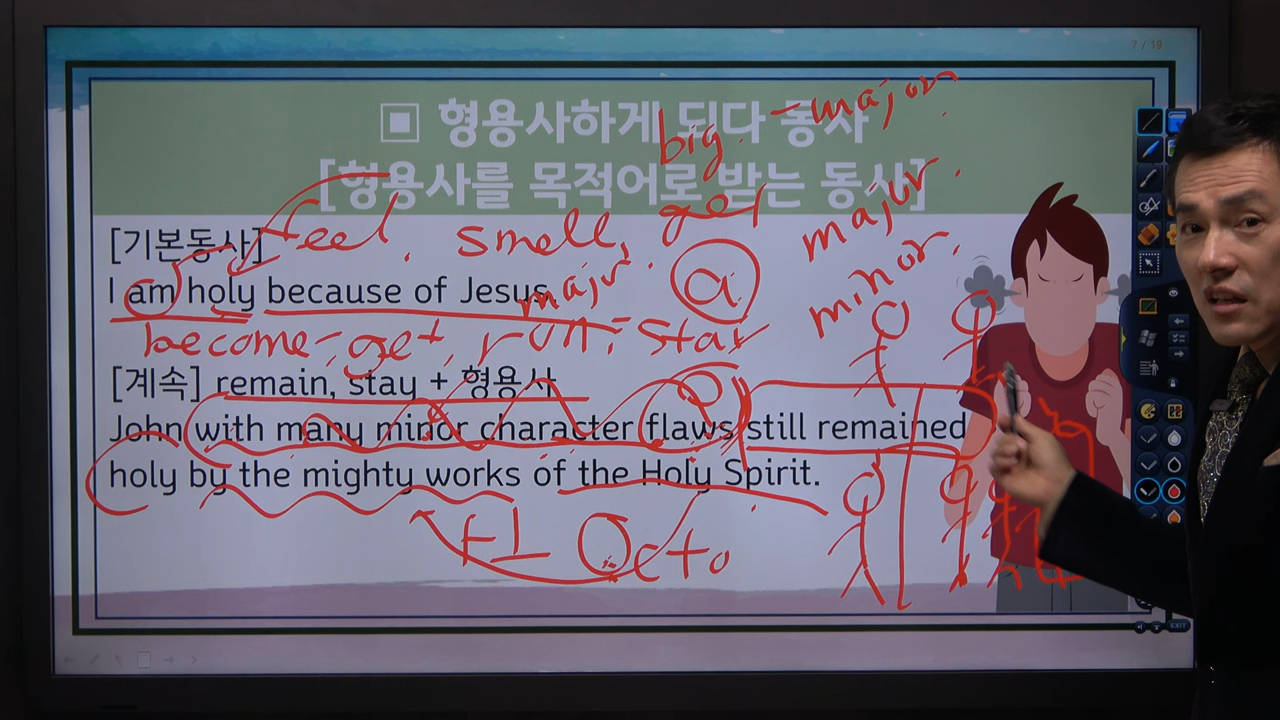 7 / 19
▣ 형용사하게 되다 동사
big - major
[형용사를 목적어로 받는 동사]
major.
[기본동사] feel, smell, get
minor.
I am holy because of Jesus.
major.
a
become, get, run, stay
[계속] remain, stay + 형용사
John with many minor character flaws still remained
holy by the mighty works of the Holy Spirit.
EXIT